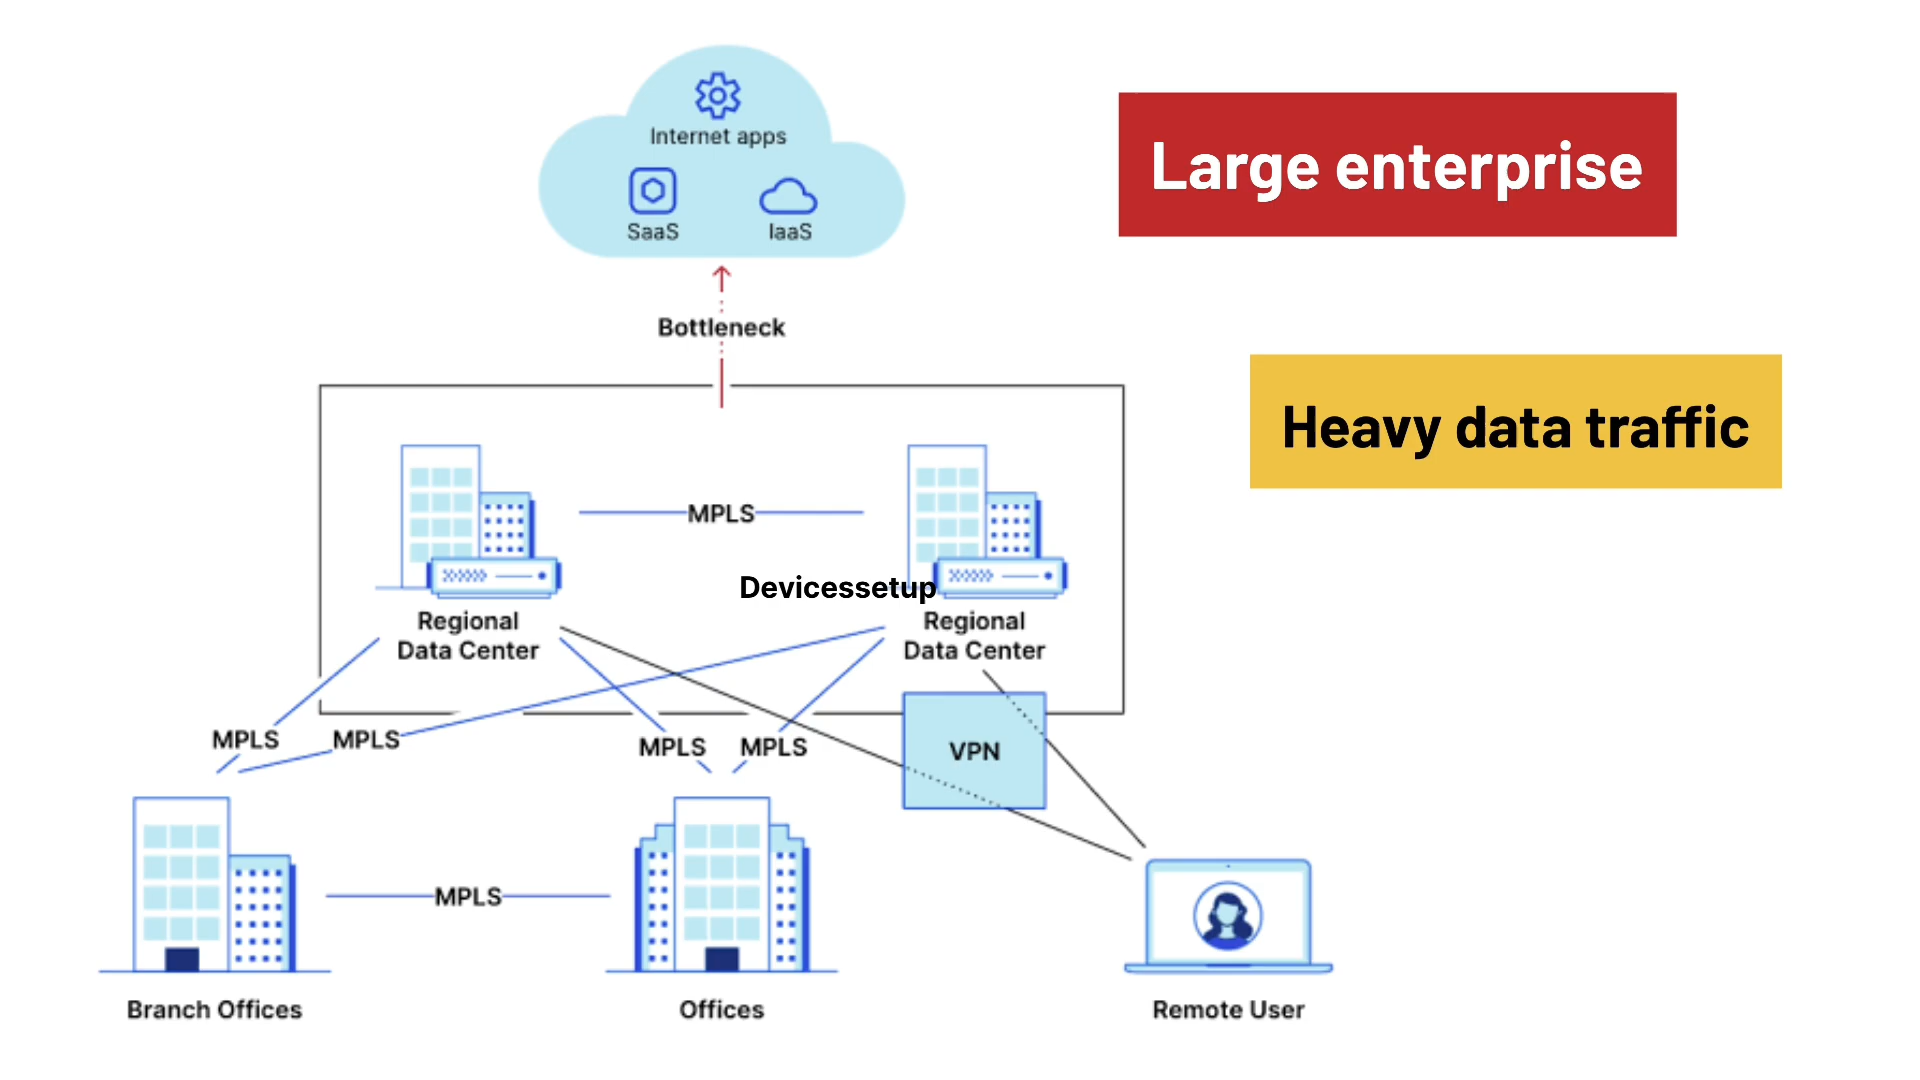 Internet apps
SaaS
IaaS
Large enterprise
Bottleneck
Heavy data traffic
MPLS
Devicessetup
Regional
Data Center
Regional
Data Center
MPLS
MPLS
MPLS
MPLS
VPN
MPLS
Branch Offices
Offices
Remote User